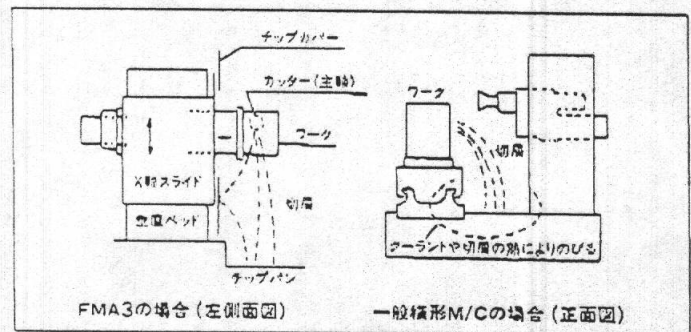 チップカバー
カッター(主軸)
ワーク
切屑
X軸スライド
垂直ベッド
チップパン
FMA3の場合(左側面図)
ワーク
切屑
クーラントや切屑の熱によりのびる
一般横形M/Cの場合(正面図)